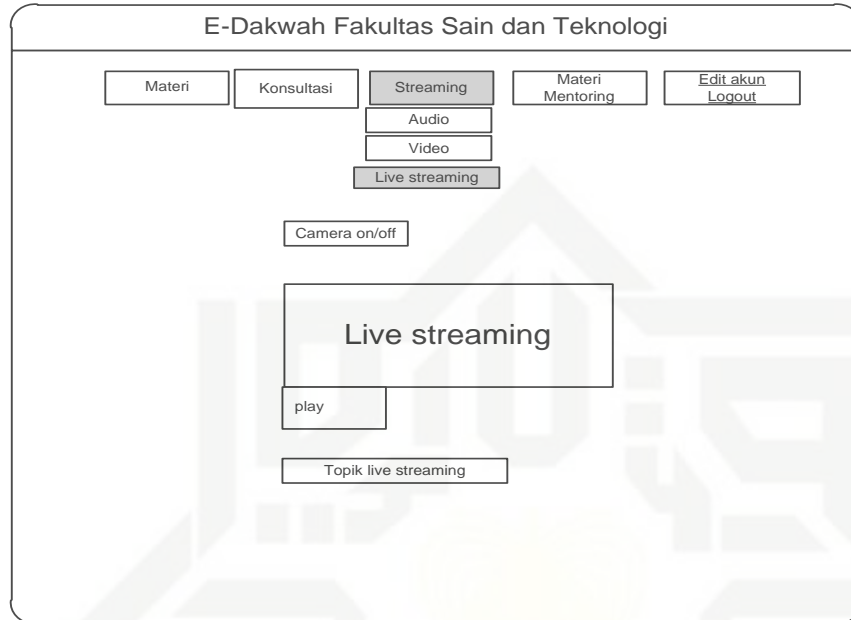 E-Dakwah Fakultas Sain dan Teknologi
Materi
Konsultasi
Streaming
Materi
Mentoring
Edit akun
Logout
Audio
Video
Live streaming
Camera on/off
Live streaming
play
Topik live streaming